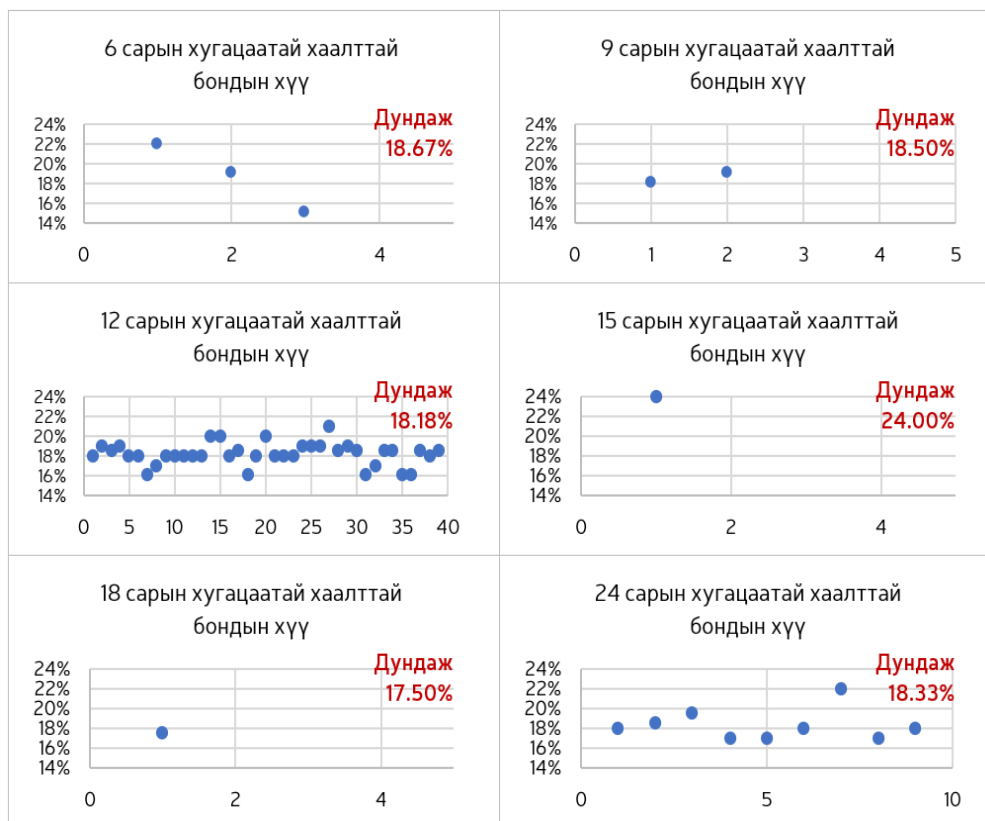 6 сарын хугацаатай хаалттай
бондын хүү
Дундаж
18.67%
24%
22%
20%
18%
16%
14%
0 2 4
9 сарын хугацаатай хаалттай
бондын хүү
Дундаж
18.50%
24%
22%
20%
18%
16%
14%
0 1 2 3 4 5
12 сарын хугацаатай хаалттай
бондын хүү
Дундаж
18.18%
24%
22%
20%
18%
16%
14%
0 5 10 15 20 25 30 35 40
15 сарын хугацаатай хаалттай
бондын хүү
Дундаж
24.00%
24%
22%
20%
18%
16%
14%
0 2 4
18 сарын хугацаатай хаалттай
бондын хүү
Дундаж
17.50%
24%
22%
20%
18%
16%
14%
0 2 4
24 сарын хугацаатай хаалттай
бондын хүү
Дундаж
18.33%
24%
22%
20%
18%
16%
14%
0 5 10